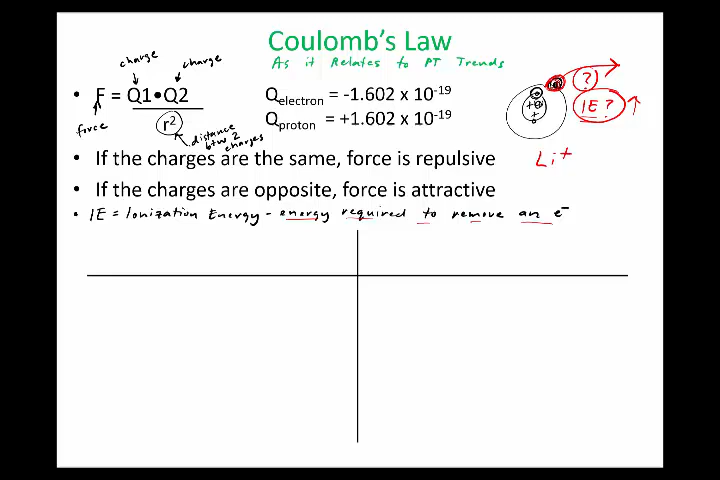 Coulomb's Law
As it Relates to PT Trends
charge
charge
• F = Q1•Q2
r²
force
distance
btw 2
charges
Qelectron = -1.602 x 10⁻¹⁹
Qproton = +1.602 x 10⁻¹⁹
?
IE?
Li⁺
• If the charges are the same, force is repulsive
• If the charges are opposite, force is attractive
• IE = Ionization Energy - energy required to remove an e⁻